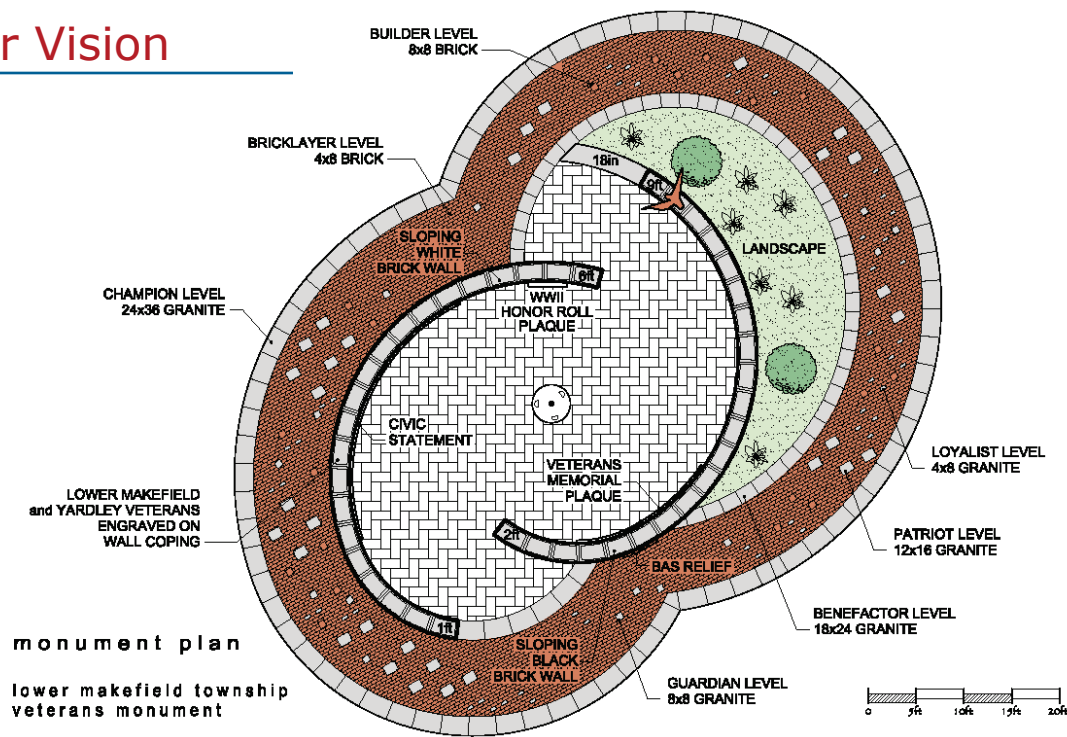 r Vision
BUILDER LEVEL
8x8 BRICK
BRICKLAYER LEVEL
4x8 BRICK
18in
9ft
LANDSCAPE
SLOPING
WHITE
BRICK WALL
6ft
WWII
HONOR ROLL
PLAQUE
CHAMPION LEVEL
24x36 GRANITE
CIVIC
STATEMENT
VETERANS
MEMORIAL
PLAQUE
LOYALIST LEVEL
4x8 GRANITE
LOWER MAKEFIELD
and YARDLEY VETERANS
ENGRAVED ON
WALL COPING
2ft
BAS RELIEF
PATRIOT LEVEL
12x16 GRANITE
BENEFACTOR LEVEL
18x24 GRANITE
1ft
SLOPING
BLACK
BRICK WALL
GUARDIAN LEVEL
8x8 GRANITE
monument plan
lower makefield township
veterans monument
0 5ft 10ft 15ft 20ft